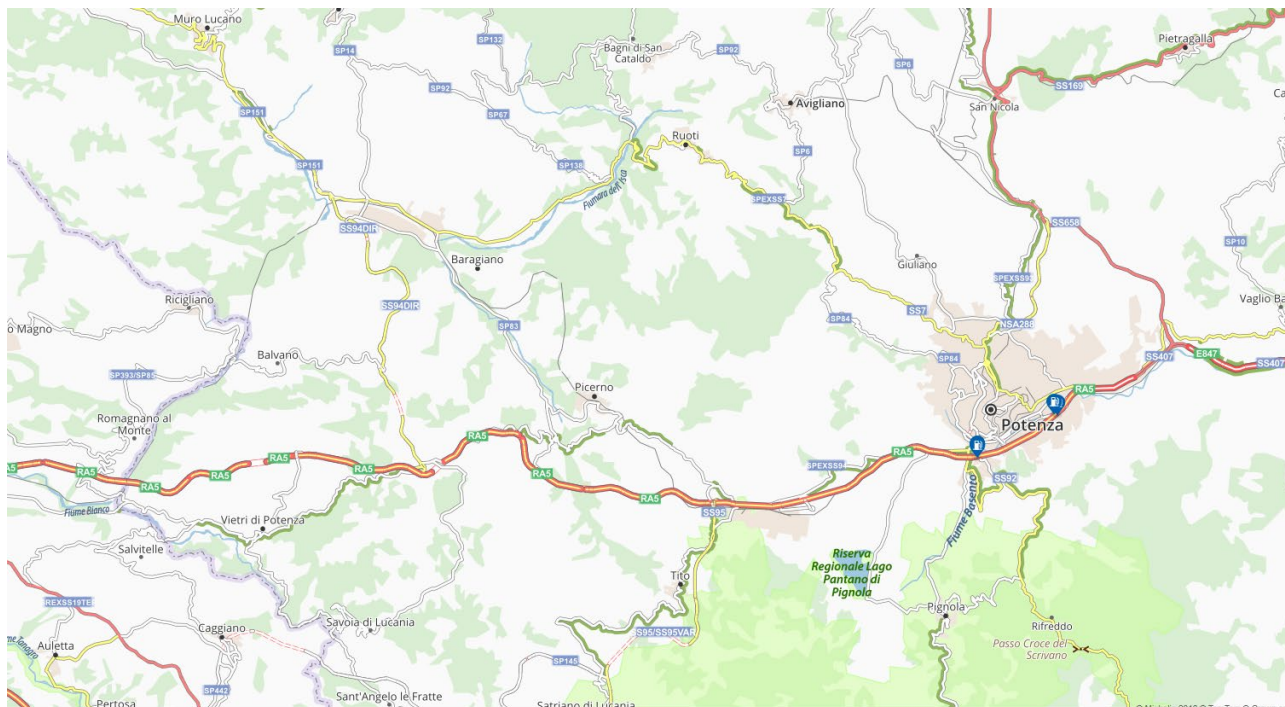 Muro Lucano
SP14
SP132
Bagni di San
Cataldo
SP92
Pietragalla
SP6
SP92
SS169
Avigliano
San Nicola
SP151
SP67
Ruoti
SP6
SP151
SP138
Fiumara dell'Isca
SPEXSS7
SS94DIR
SS658
SP10
Baragiano
Giuliano
SPEXSS93
Ricigliano
SS94DIR
Vaglio Ba
o Magno
SP83
SP84
SS7
NSA288
Balvano
SP84
SS407
E847
SS407
SP393/SP85
Picerno
RA5
Romagnano al
Monte
Potenza
RA5
RA5
RA5
RA5
RA5
RA5
RA5
RA5
RA5
RA5
SPEXSS94
SS92
Fiume Bianco
SS95
Vietri di Potenza
Fiume Basento
Salvitelle
Riserva
Regionale Lago
Pantano di
Pignola
Tito
REXSS19TE
Pignola
Savoia di Lucania
Rifreddo
Caggiano
S95/SS95VAR
Auletta
Passo Croce del
Scrivano
SP145
SP442
Sant'Angelo le Fratte
Pertosa
Satriano di Lucania